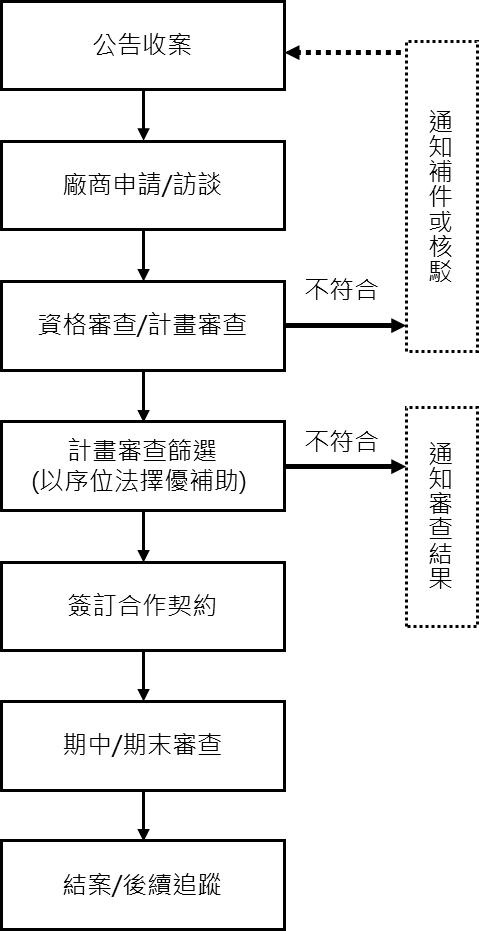 公告收案
廠商申請/訪談
資格審查/計畫審查
不符合
通知補件或核駁
計畫審查篩選
(以序位法擇優補助)
不符合
通知審查結果
簽訂合作契約
期中/期末審查
結案/後續追蹤